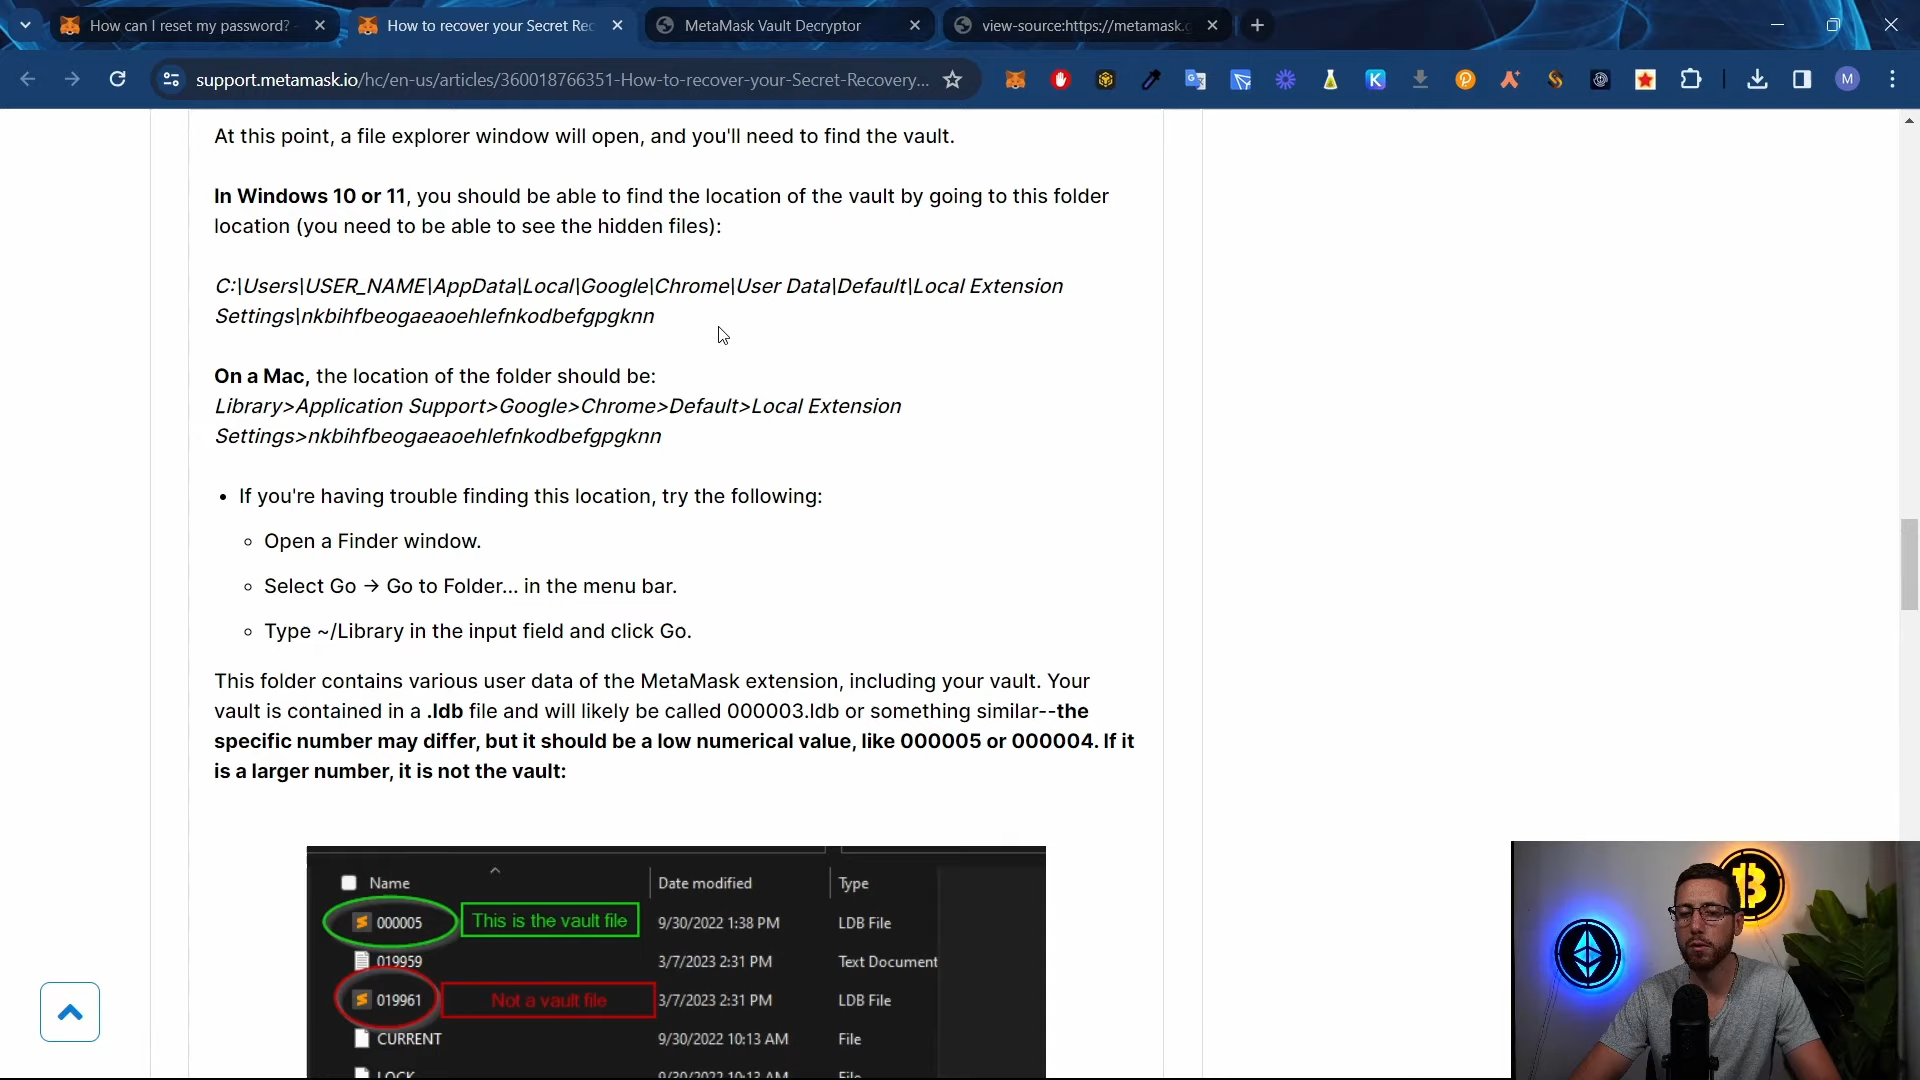 How can I reset my password? -
How to recover your Secret Rec
MetaMask Vault Decryptor
view-source:https://metamask.g
support.metamask.io/hc/en-us/articles/360018766351-How-to-recover-your-Secret-Recovery...
K
M
At this point, a file explorer window will open, and you'll need to find the vault.
In Windows 10 or 11, you should be able to find the location of the vault by going to this folder
location (you need to be able to see the hidden files):
C:\Users\USER_NAME\AppData\Local\Google\Chrome\User Data\Default\Local Extension
Settings\nkbihfbeogaeaoehlefnkodbefgpgknn
On a Mac, the location of the folder should be:
Library>Application Support>Google>Chrome>Default>Local Extension
Settings>nkbihfbeogaeaoehlefnkodbefgpgknn
• If you're having trouble finding this location, try the following:
◦ Open a Finder window.
◦ Select Go → Go to Folder... in the menu bar.
◦ Type ~/Library in the input field and click Go.
This folder contains various user data of the MetaMask extension, including your vault. Your
vault is contained in a .ldb file and will likely be called 000003.ldb or something similar--the
specific number may differ, but it should be a low numerical value, like 000005 or 000004. If it
is a larger number, it is not the vault:
Name Date modified Type
000005 This is the vault file 9/30/2022 1:38 PM LDB File
019959 3/7/2023 2:31 PM Text Document
019961 Not a vault file 3/7/2023 2:31 PM LDB File
CURRENT 9/30/2022 10:13 AM File
LOCK 9/30/2022 10:13 AM File